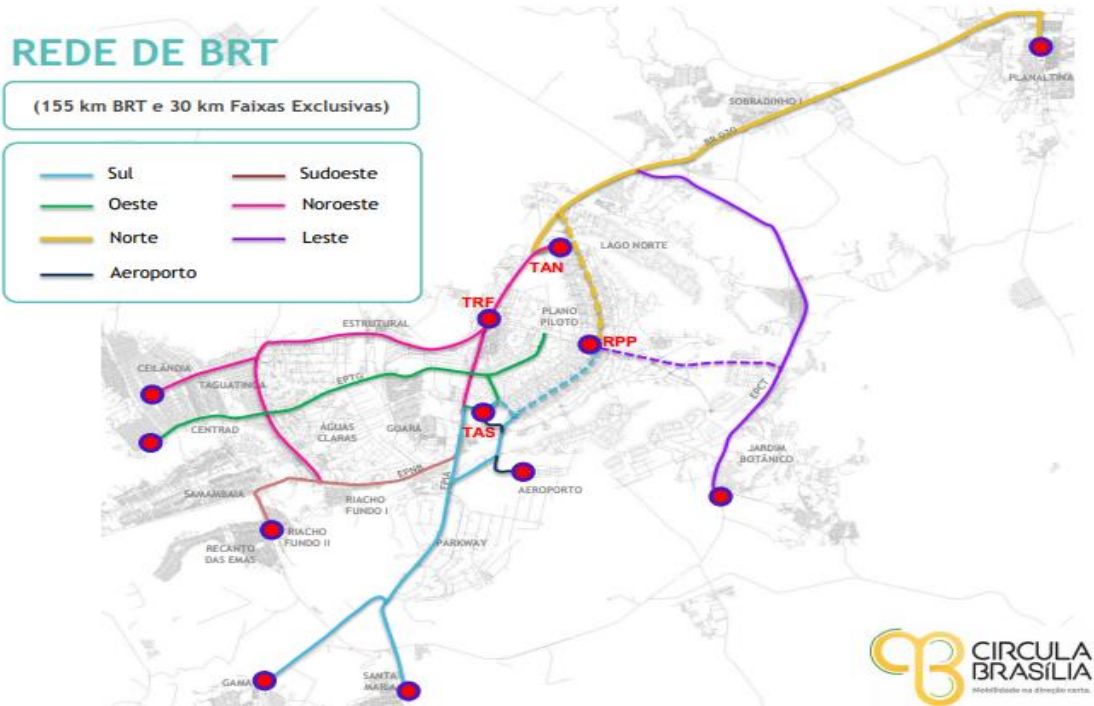 REDE DE BRT
(155 km BRT e 30 km Faixas Exclusivas)
Sul
Sudoeste
Oeste
Noroeste
Norte
Leste
Aeroporto
PLANALTINA
SOBRADINHO I
BR 020
LAGO NORTE
TAN
TRF
PLANO
PILOTO
ESTRUTURAL
RPP
CEILÂNDIA
TAGUATINGA
EPTG
EPCT
CENTRAD
ÁGUAS
CLARAS
GUARÁ
TAS
JARDIM
BOTÂNICO
EPNB
EPIA
AEROPORTO
SAMAMBAIA
RIACHO
FUNDO I
RIACHO
FUNDO II
RECANTO
DAS EMAS
PARKWAY
GAMA
SANTA
MARIA
CIRCULA
BRASÍLIA
Mobilidade na direção certa.